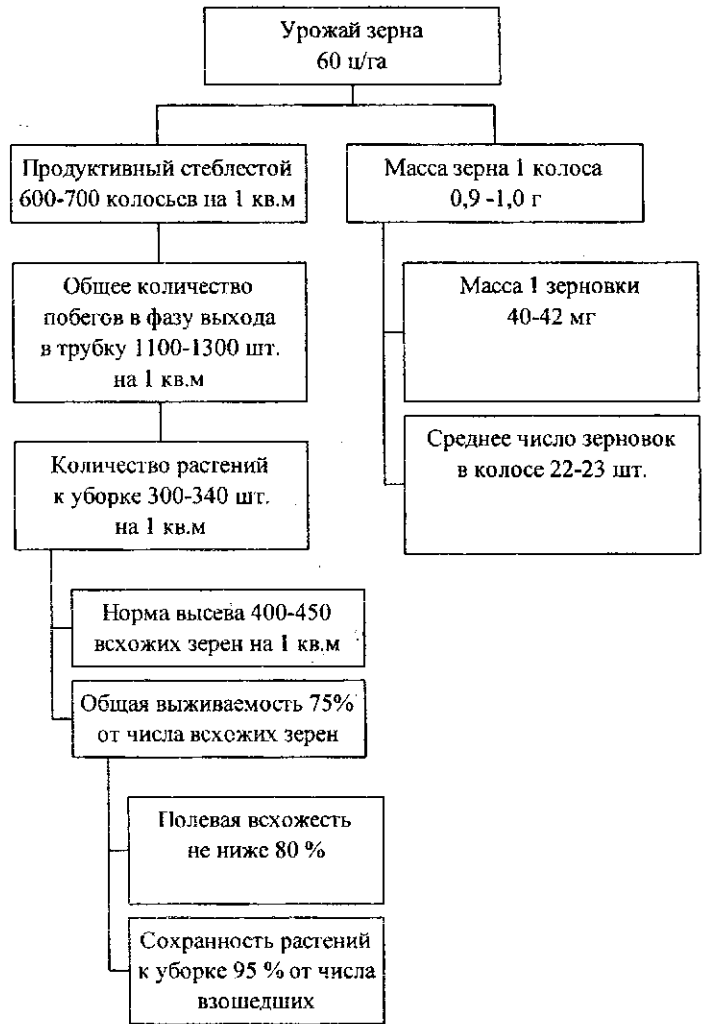 Урожай зерна
60 ц/га
Продуктивный стеблестой
600-700 колосьев на 1 кв.м
Масса зерна 1 колоса
0,9 -1,0 г
Общее количество
побегов в фазу выхода
в трубку 1100-1300 шт.
на 1 кв.м
Масса 1 зерновки
40-42 мг
Среднее число зерновок
в колосе 22-23 шт.
Количество растений
к уборке 300-340 шт.
на 1 кв.м
Норма высева 400-450
всхожих зерен на 1 кв.м
Общая выживаемость 75%
от числа всхожих зерен
Полевая всхожесть
не ниже 80 %
Сохранность растений
к уборке 95 % от числа
взошедших